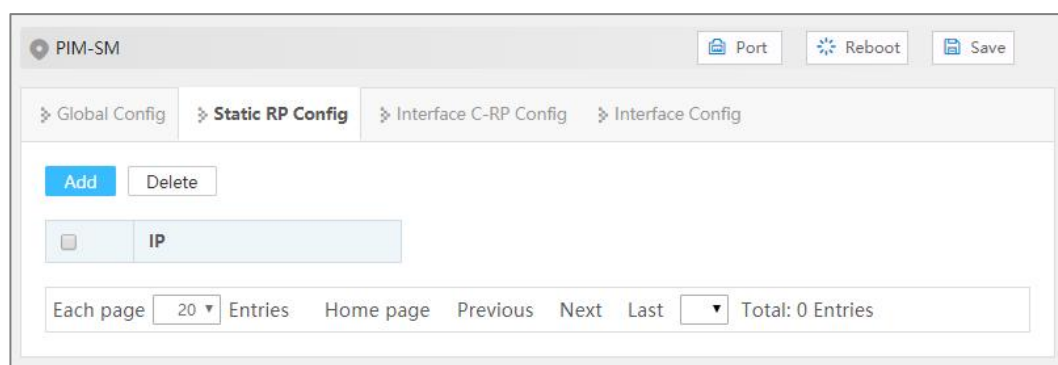 PIM-SM Port Reboot Save
Global Config Static RP Config Interface C-RP Config Interface Config
Add Delete
IP
Each page 20 Entries Home page Previous Next Last Total: 0 Entries